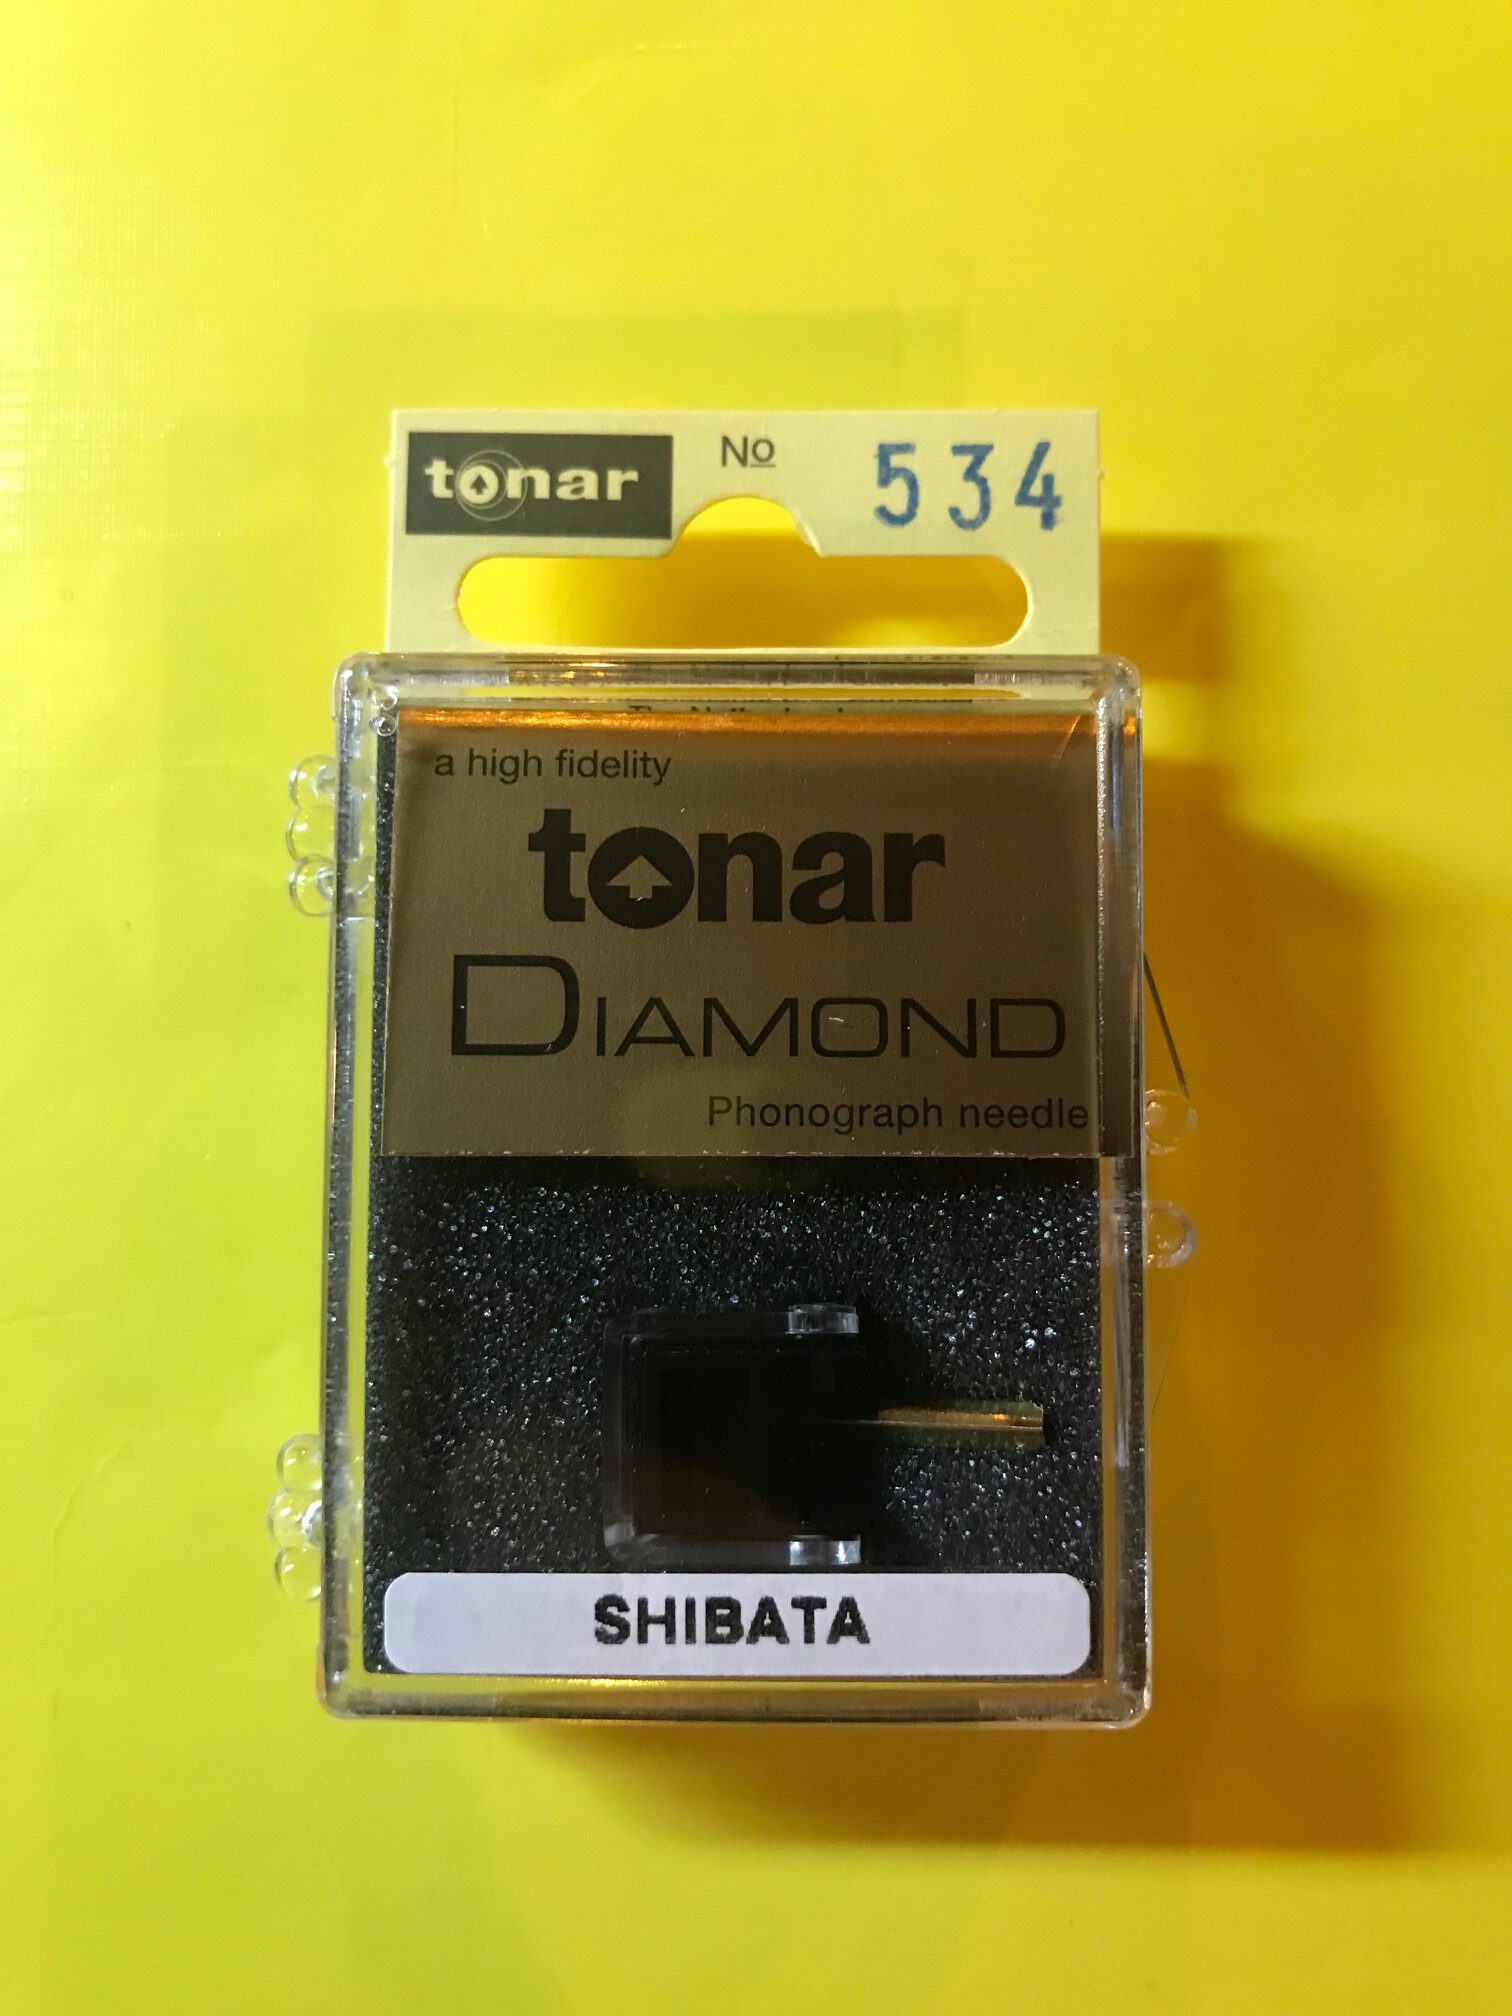 tonar No 534
a high fidelity
tonar
DIAMOND
Phonograph needle
SHIBATA